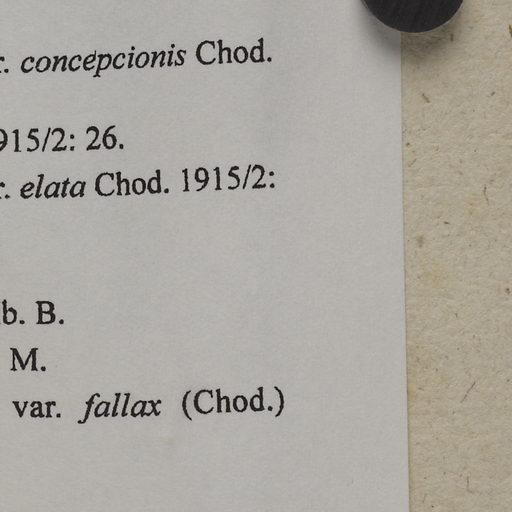 r. concepcionis Chod.
915/2: 26.
r. elata Chod. 1915/2:
b. B.
M.
var. fallax (Chod.)